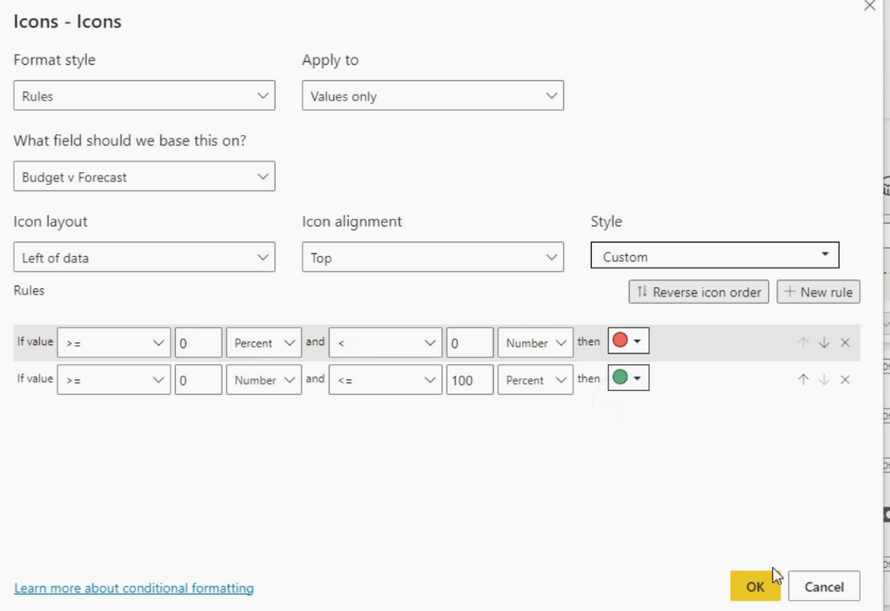 Icons - Icons
Format style Apply to
Rules Values only
What field should we base this on?
Budget v Forecast
Icon layout Icon alignment Style
Left of data Top Custom
Rules Reverse icon order + New rule
If value >= 0 Percent and < 0 Number then
If value >= 0 Number and <= 100 Percent then
Learn more about conditional formatting OK Cancel